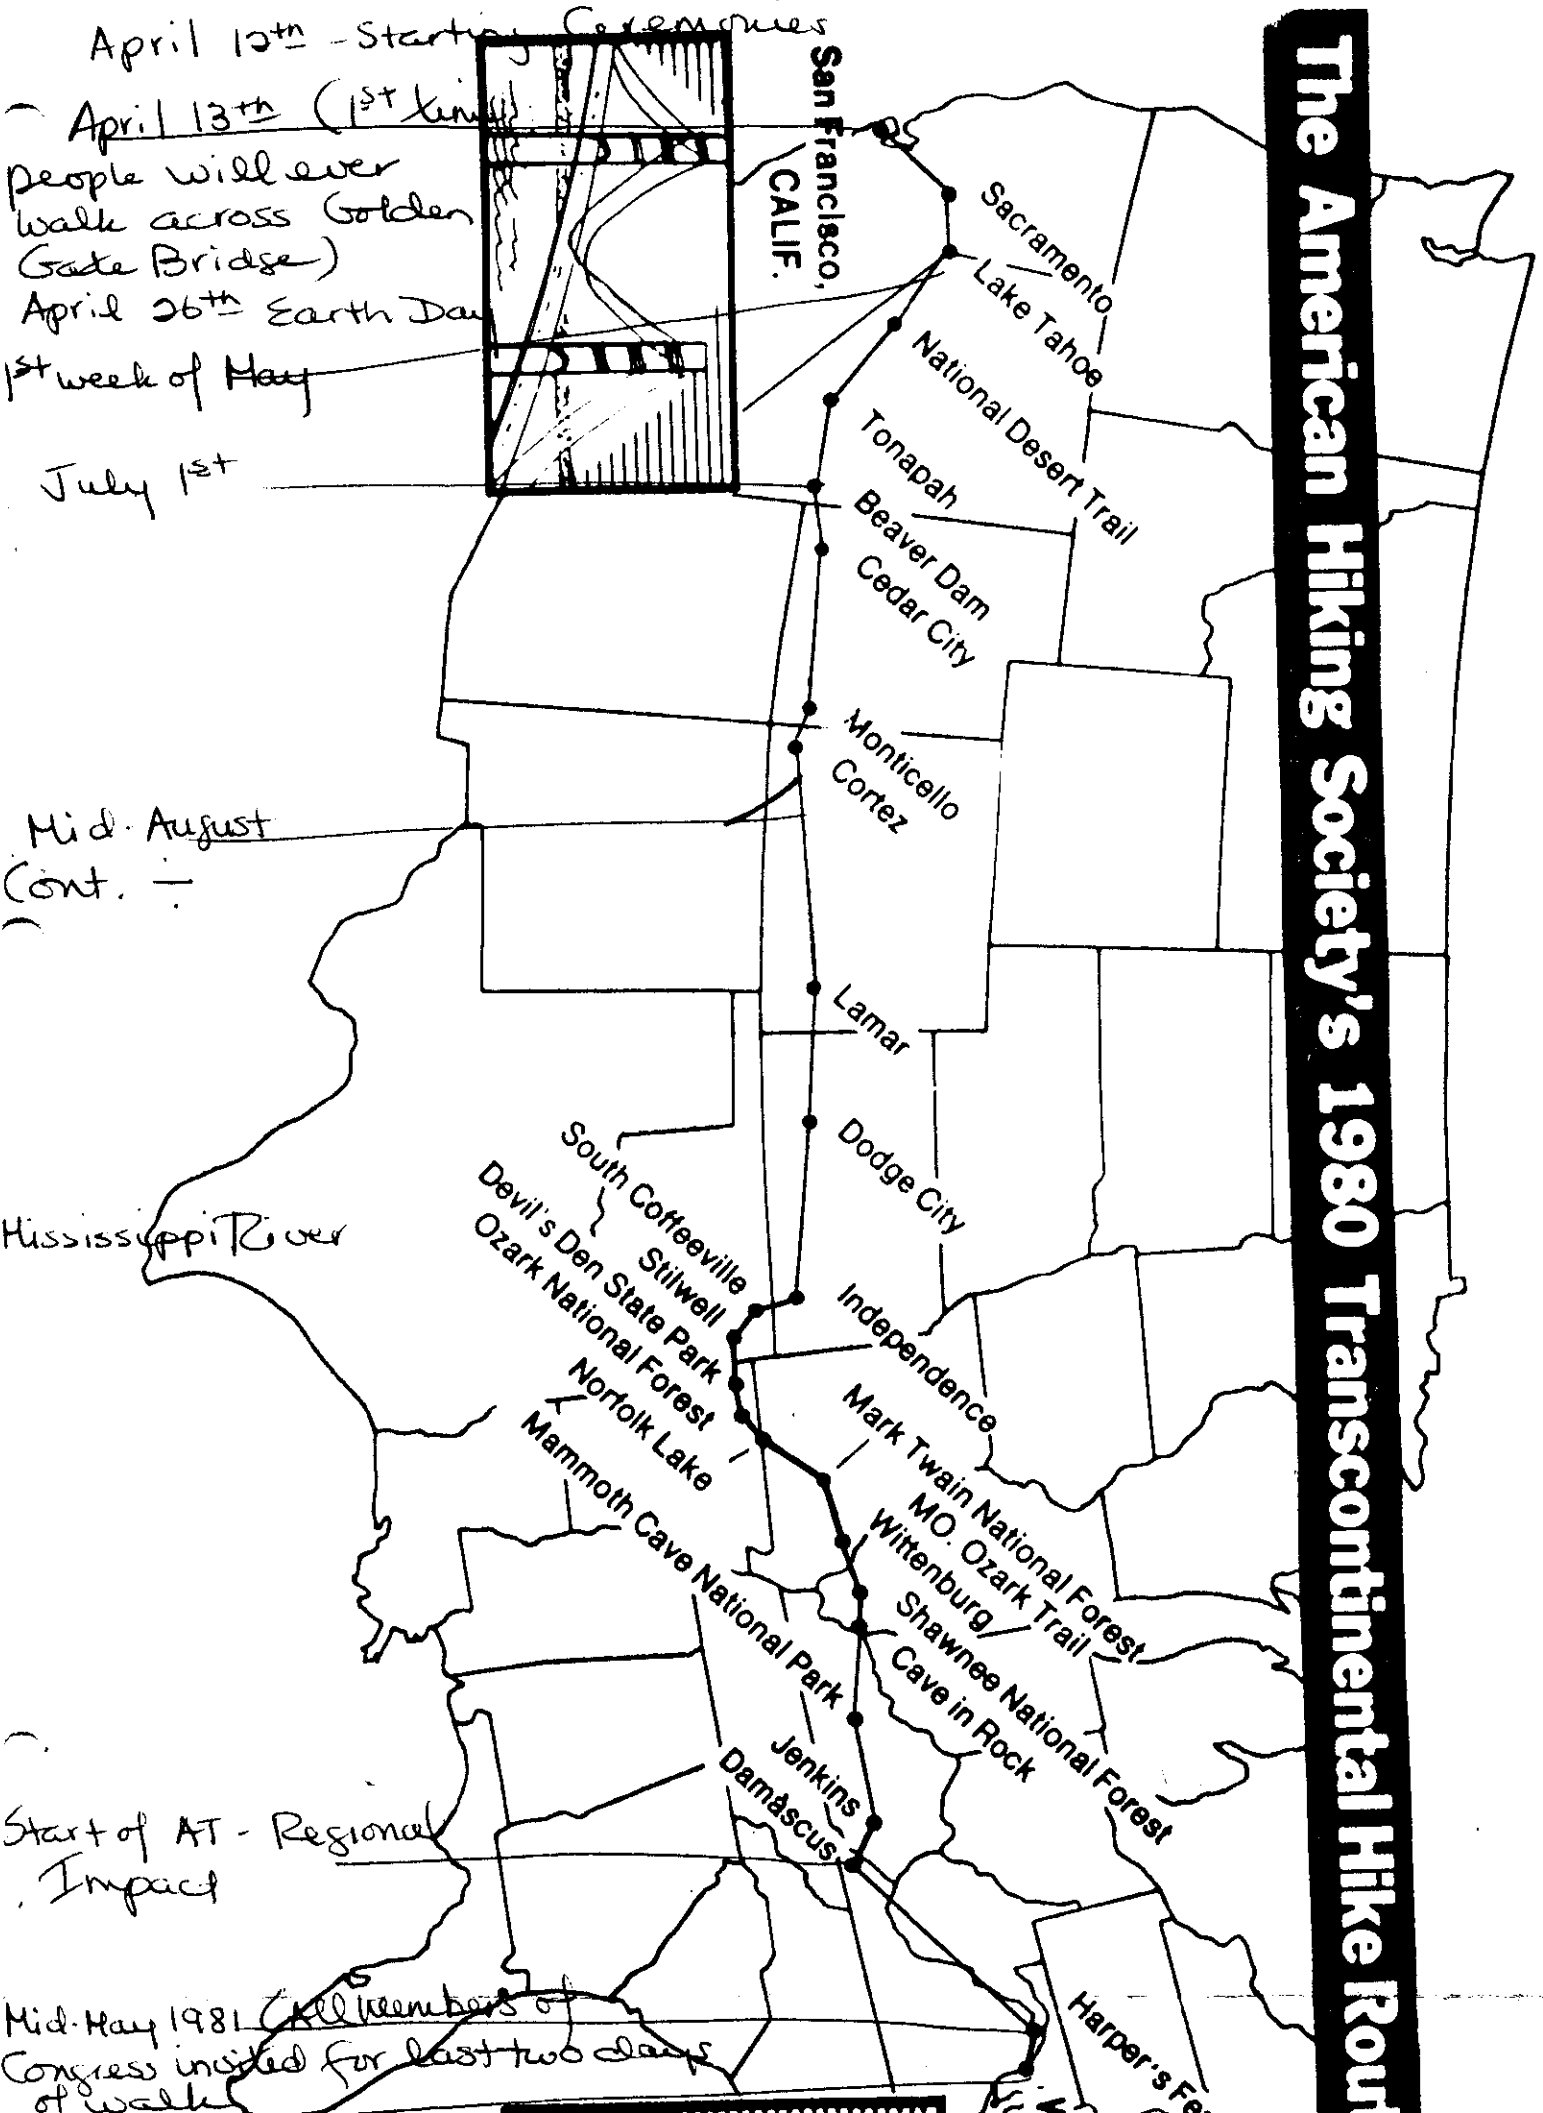 The American Hiking Society's 1980 Transcontinental Hike Rou
April 12th - Starting Ceremonies
April 13th (1st time
people will ever
walk across Golden
Gate Bridge)
April 26th Earth Day
1st week of May
July 1st
Mid-August
Cont. ÷
Mississippi River
Start of AT - Regional
Impact
Mid-May 1981 (All members of
Congress invited for last two days
of walk
San Francisco,
CALIF.
Sacramento
Lake Tahoe
National Desert Trail
Tonapah
Beaver Dam
Cedar City
Monticello
Cortez
Lamar
Dodge City
Independence
South Coffeeville
Stilwell
Devil's Den State Park
Ozark National Forest
Norfolk Lake
Mark Twain National Forest
MO. Ozark Trail
Wittenburg
Shawnee National Forest
Cave in Rock
Mammoth Cave National Park
Jenkins
Damascus
Harper's Fe